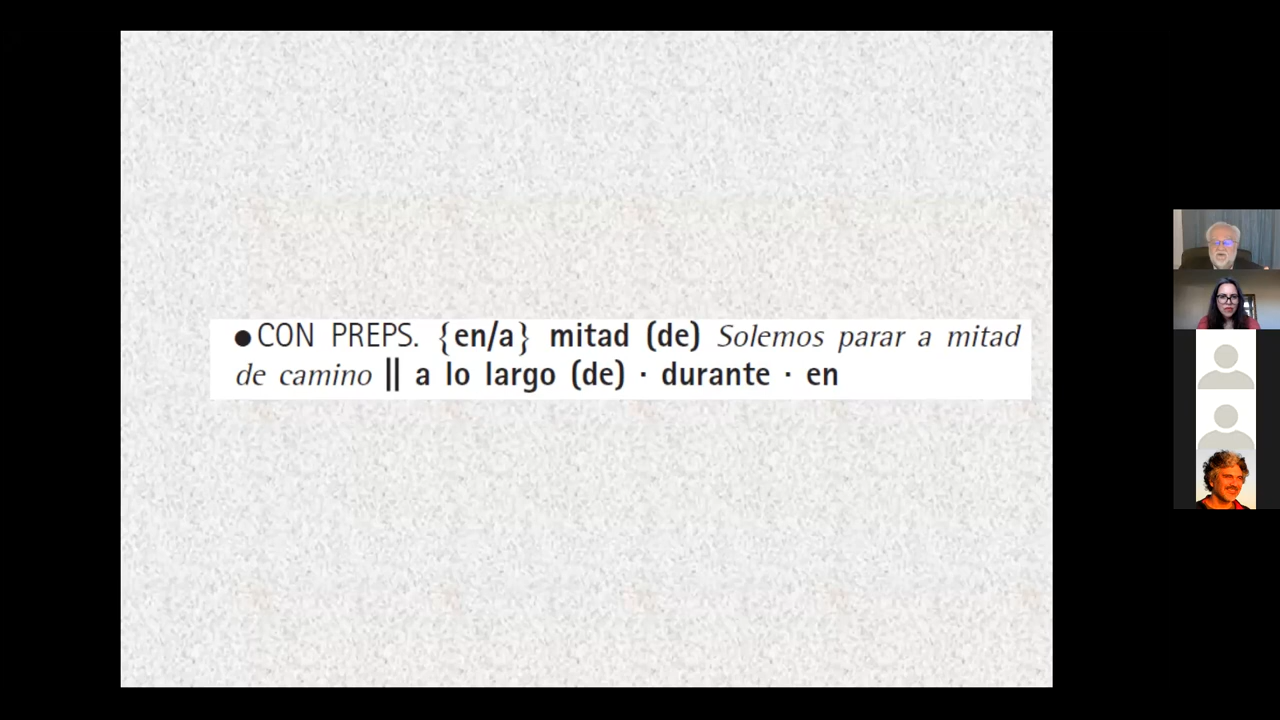 ● CON PREPS. {en/a} mitad (de) Solemos parar a mitad
de camino || a lo largo (de) · durante · en